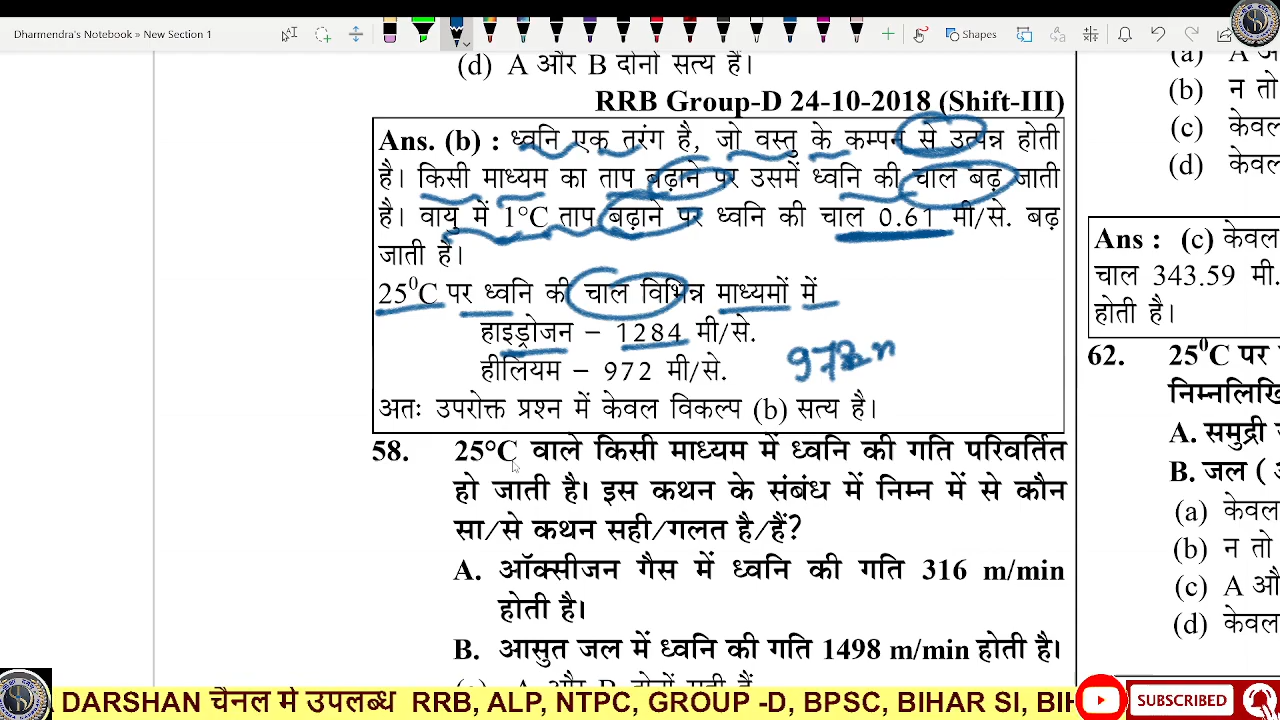 Dharmendra's Notebook » New Section 1
Shapes
(d) A और B दोनों सत्य हैं।
RRB Group-D 24-10-2018 (Shift-III)
Ans. (b) : ध्वनि एक तरंग है, जो वस्तु के कम्पन से उत्पन्न होती
है। किसी माध्यम का ताप बढ़ाने पर उसमें ध्वनि की चाल बढ़ जाती
है। वायु में 1°C ताप बढ़ाने पर ध्वनि की चाल 0.61 मी/से. बढ़
जाती है।
25⁰C पर ध्वनि की चाल विभिन्न माध्यमों में
हाइड्रोजन – 1284 मी/से.
हीलियम – 972 मी/से.
अतः उपरोक्त प्रश्न में केवल विकल्प (b) सत्य है।
58. 25°C वाले किसी माध्यम में ध्वनि की गति परिवर्तित
हो जाती है। इस कथन के संबंध में निम्न में से कौन
सा/से कथन सही/गलत है/हैं?
A. ऑक्सीजन गैस में ध्वनि की गति 316 m/min
होती है।
B. आसुत जल में ध्वनि की गति 1498 m/min होती है।
(a) A
(b) न तो
(c) केवल
(d) केवल
Ans : (c) केवल
चाल 343.59 मी.
होती है।
62. 25⁰C पर
निम्नलिखि
A. समुद्री
B. जल (
(a) केवल
(b) न तो
(c) A औ
(d) केवल
DARSHAN चैनल में उपलब्ध RRB, ALP, NTPC, GROUP -D, BPSC, BIHAR SI, BIH
SUBSCRIBED